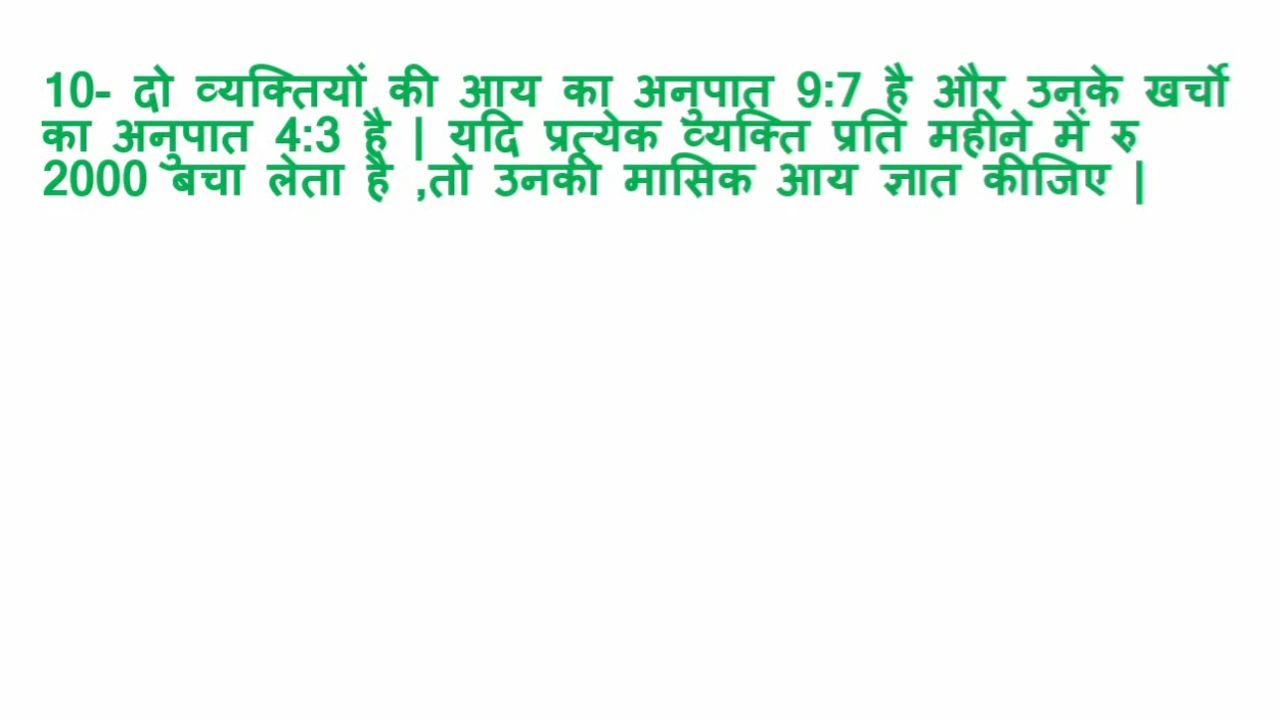 10- दो व्यक्तियों की आय का अनुपात 9:7 है और उनके खर्चो
का अनुपात 4:3 है | यदि प्रत्येक व्यक्ति प्रति महीने में रु
2000 बचा लेता है ,तो उनकी मासिक आय ज्ञात कीजिए |